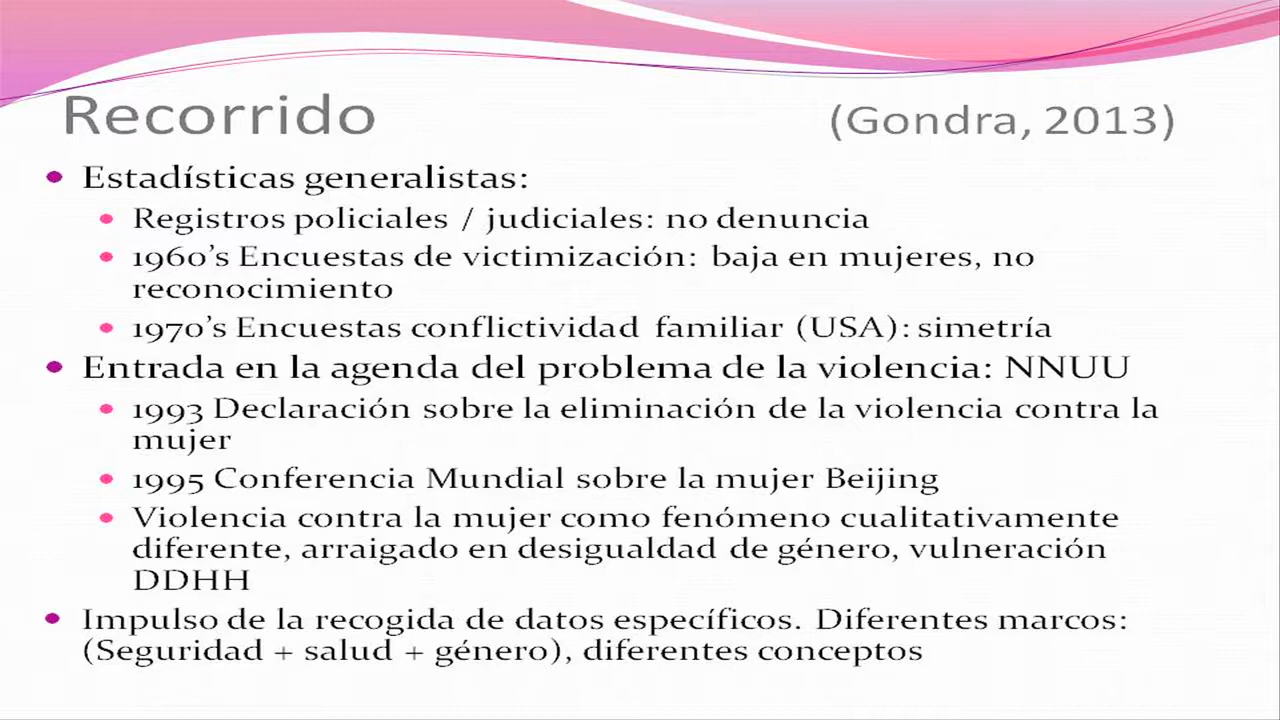 Recorrido (Gondra, 2013)
Estadísticas generalistas:
Registros policiales / judiciales: no denuncia
1960’s Encuestas de victimización: baja en mujeres, no
reconocimiento
1970’s Encuestas conflictividad familiar (USA): simetría
Entrada en la agenda del problema de la violencia: NNUU
1993 Declaración sobre la eliminación de la violencia contra la
mujer
1995 Conferencia Mundial sobre la mujer Beijing
Violencia contra la mujer como fenómeno cualitativamente
diferente, arraigado en desigualdad de género, vulneración
DDHH
Impulso de la recogida de datos específicos. Diferentes marcos:
(Seguridad + salud + género), diferentes conceptos